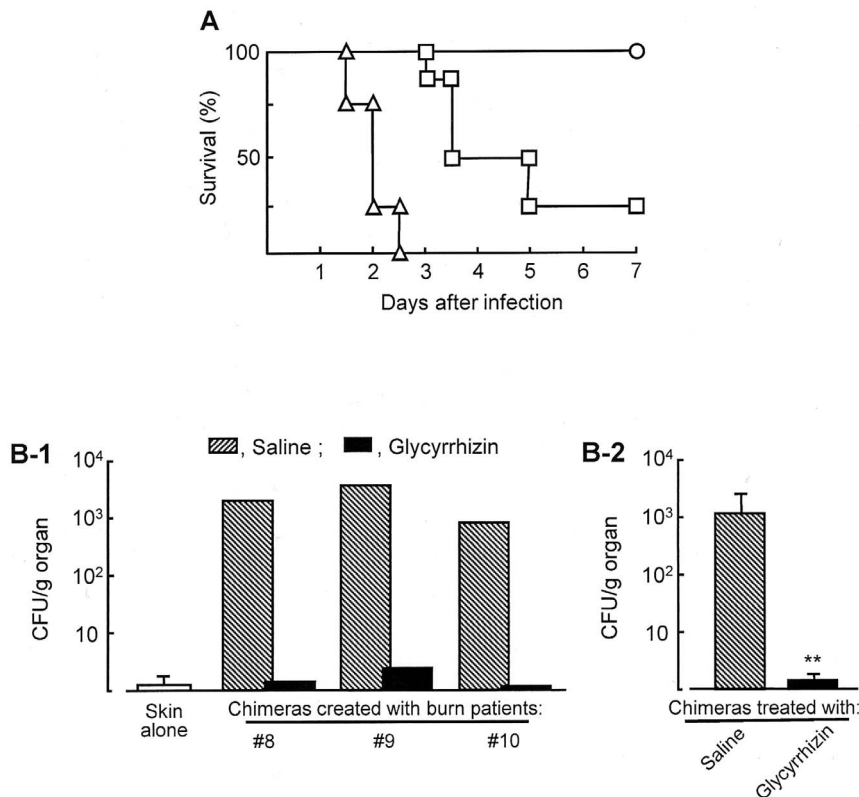 A
100
50
Survival (%)
1 2 3 4 5 6 7
Days after infection
B-1
, Saline ; , Glycyrrhizin
10⁴
10³
10²
10
CFU/g organ
Skin alone
Chimeras created with burn patients:
#8 #9 #10
B-2
10⁴
10³
10²
10
CFU/g organ
**
Chimeras treated with:
Saline
Glycyrrhizin